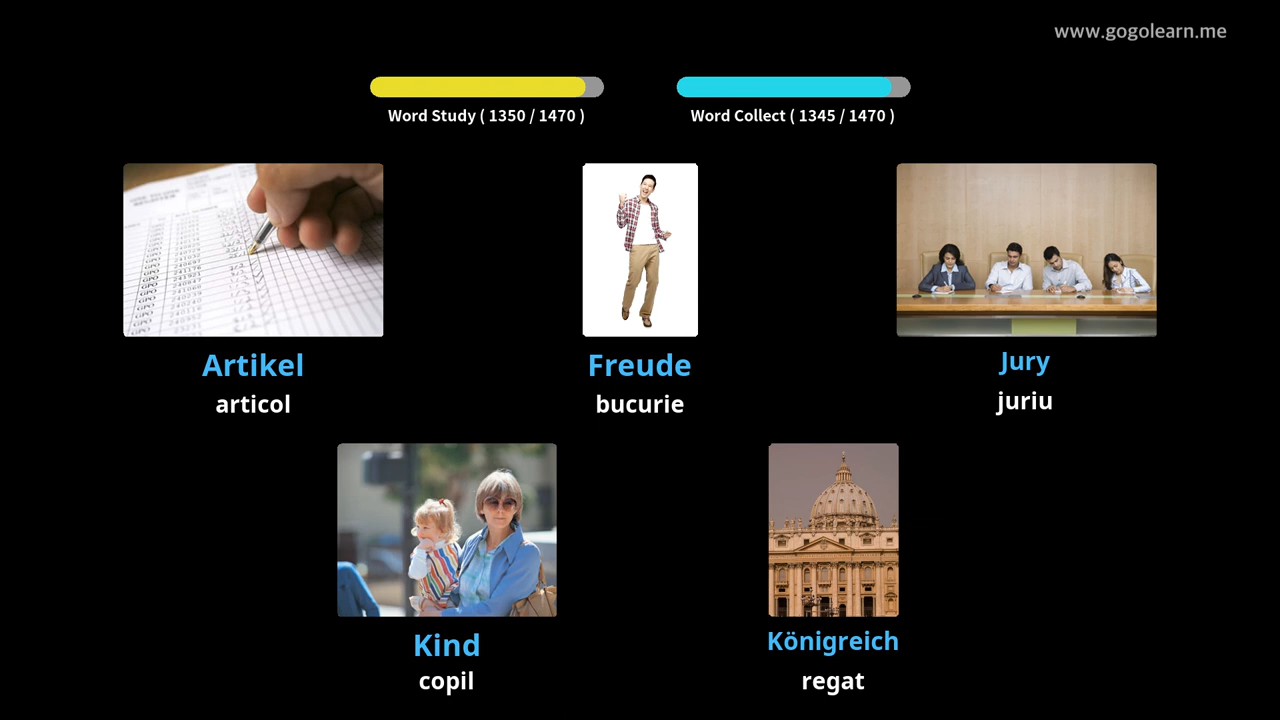 www.gogolearn.me
Word Study ( 1350 / 1470 )
Word Collect ( 1345 / 1470 )
Artikel
articol
Freude
bucurie
Jury
juriu
Kind
copil
Königreich
regat